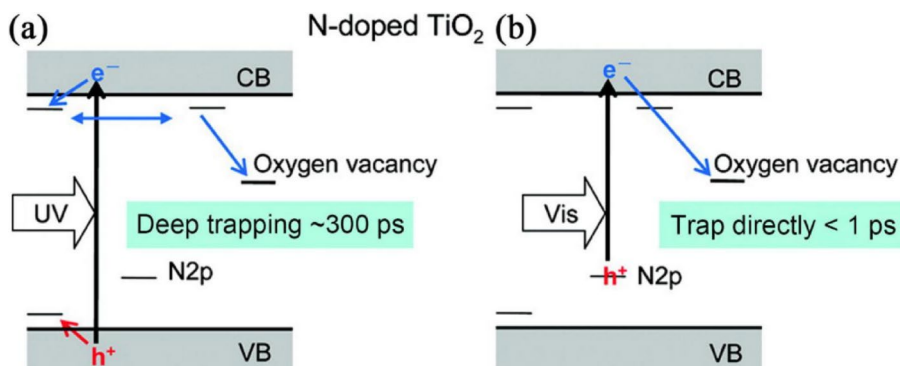 (a) N-doped TiO₂ (b)
e⁻ CB
Oxygen vacancy
UV
Deep trapping ~300 ps
N2p
h⁺ VB
e⁻ CB
Oxygen vacancy
Vis
Trap directly < 1 ps
h⁺ N2p
VB